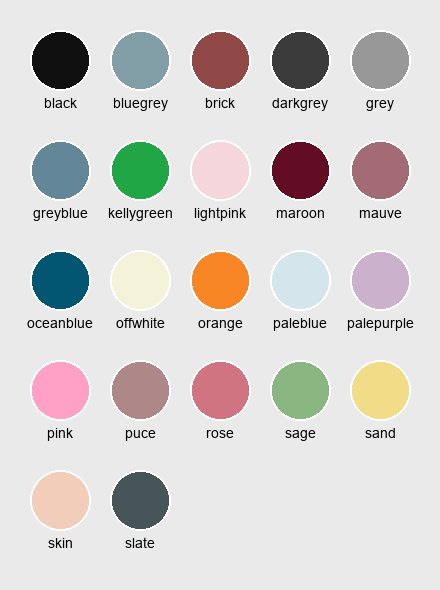 black bluegrey brick darkgrey grey
greyblue kellygreen lightpink maroon mauve
oceanblue offwhite orange paleblue palepurple
pink puce rose sage sand
skin slate